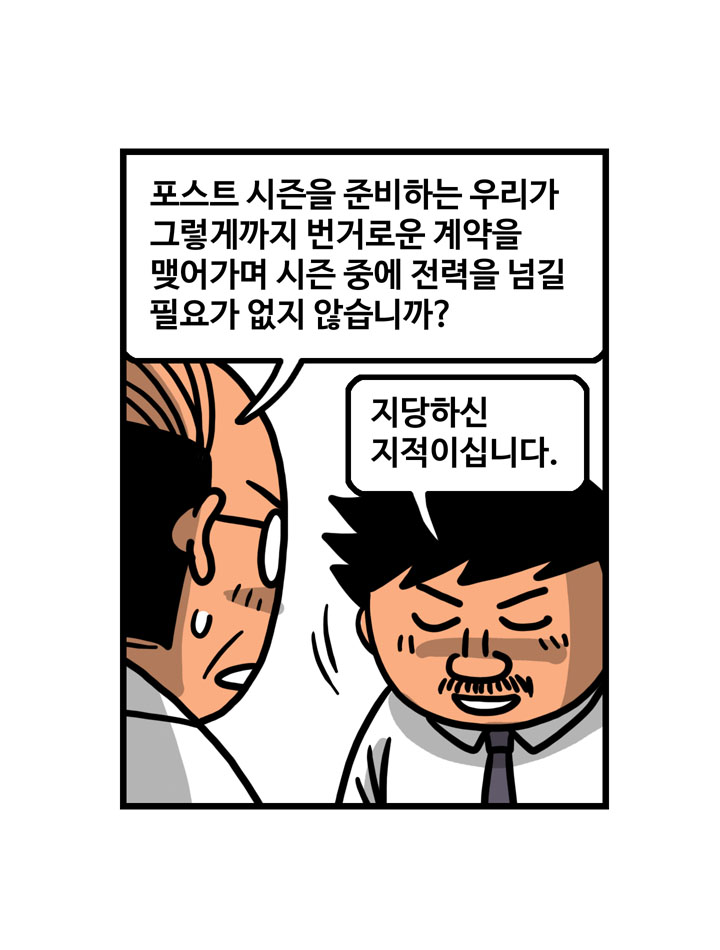 포스트 시즌을 준비하는 우리가
그렇게까지 번거로운 계약을
맺어가며 시즌 중에 전력을 넘길
필요가 없지 않습니까?
지당하신
지적이십니다.